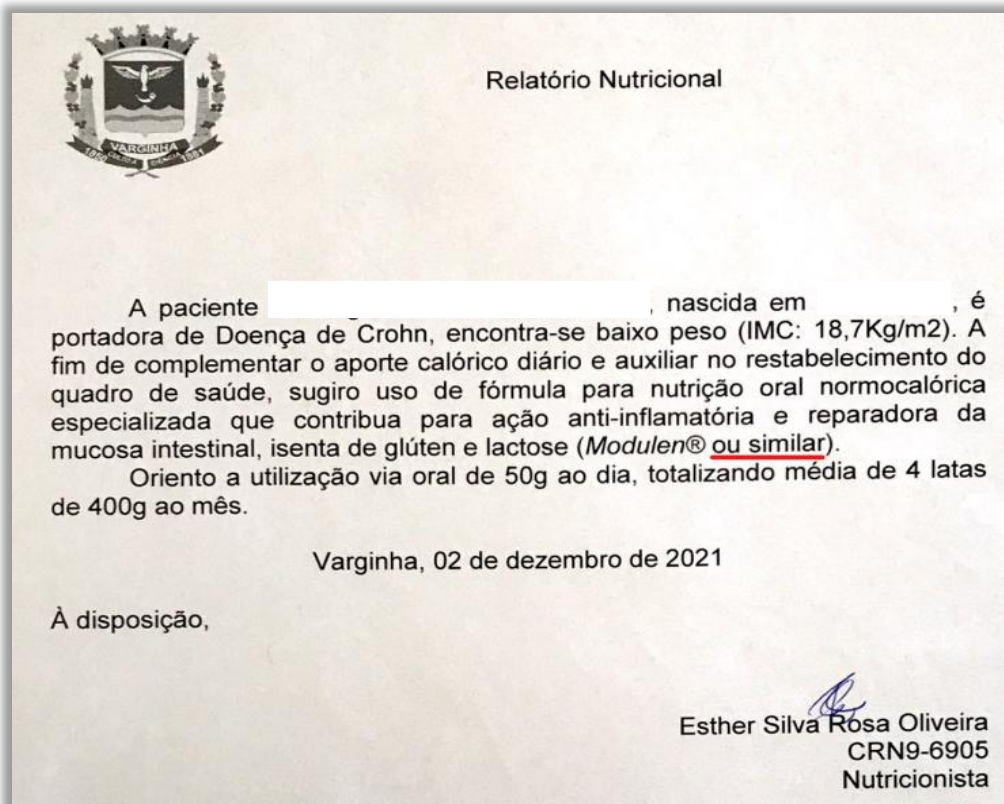 VARGINHA
1850 CULTO A CIÊNCIA 1881
Relatório Nutricional
A paciente , nascida em , é
portadora de Doença de Crohn, encontra-se baixo peso (IMC: 18,7Kg/m2). A
fim de complementar o aporte calórico diário e auxiliar no restabelecimento do
quadro de saúde, sugiro uso de fórmula para nutrição oral normocalórica
especializada que contribua para ação anti-inflamatória e reparadora da
mucosa intestinal, isenta de glúten e lactose (Modulen® ou similar).
Oriento a utilização via oral de 50g ao dia, totalizando média de 4 latas
de 400g ao mês.
Varginha, 02 de dezembro de 2021
À disposição,
Esther Silva Rosa Oliveira
CRN9-6905
Nutricionista